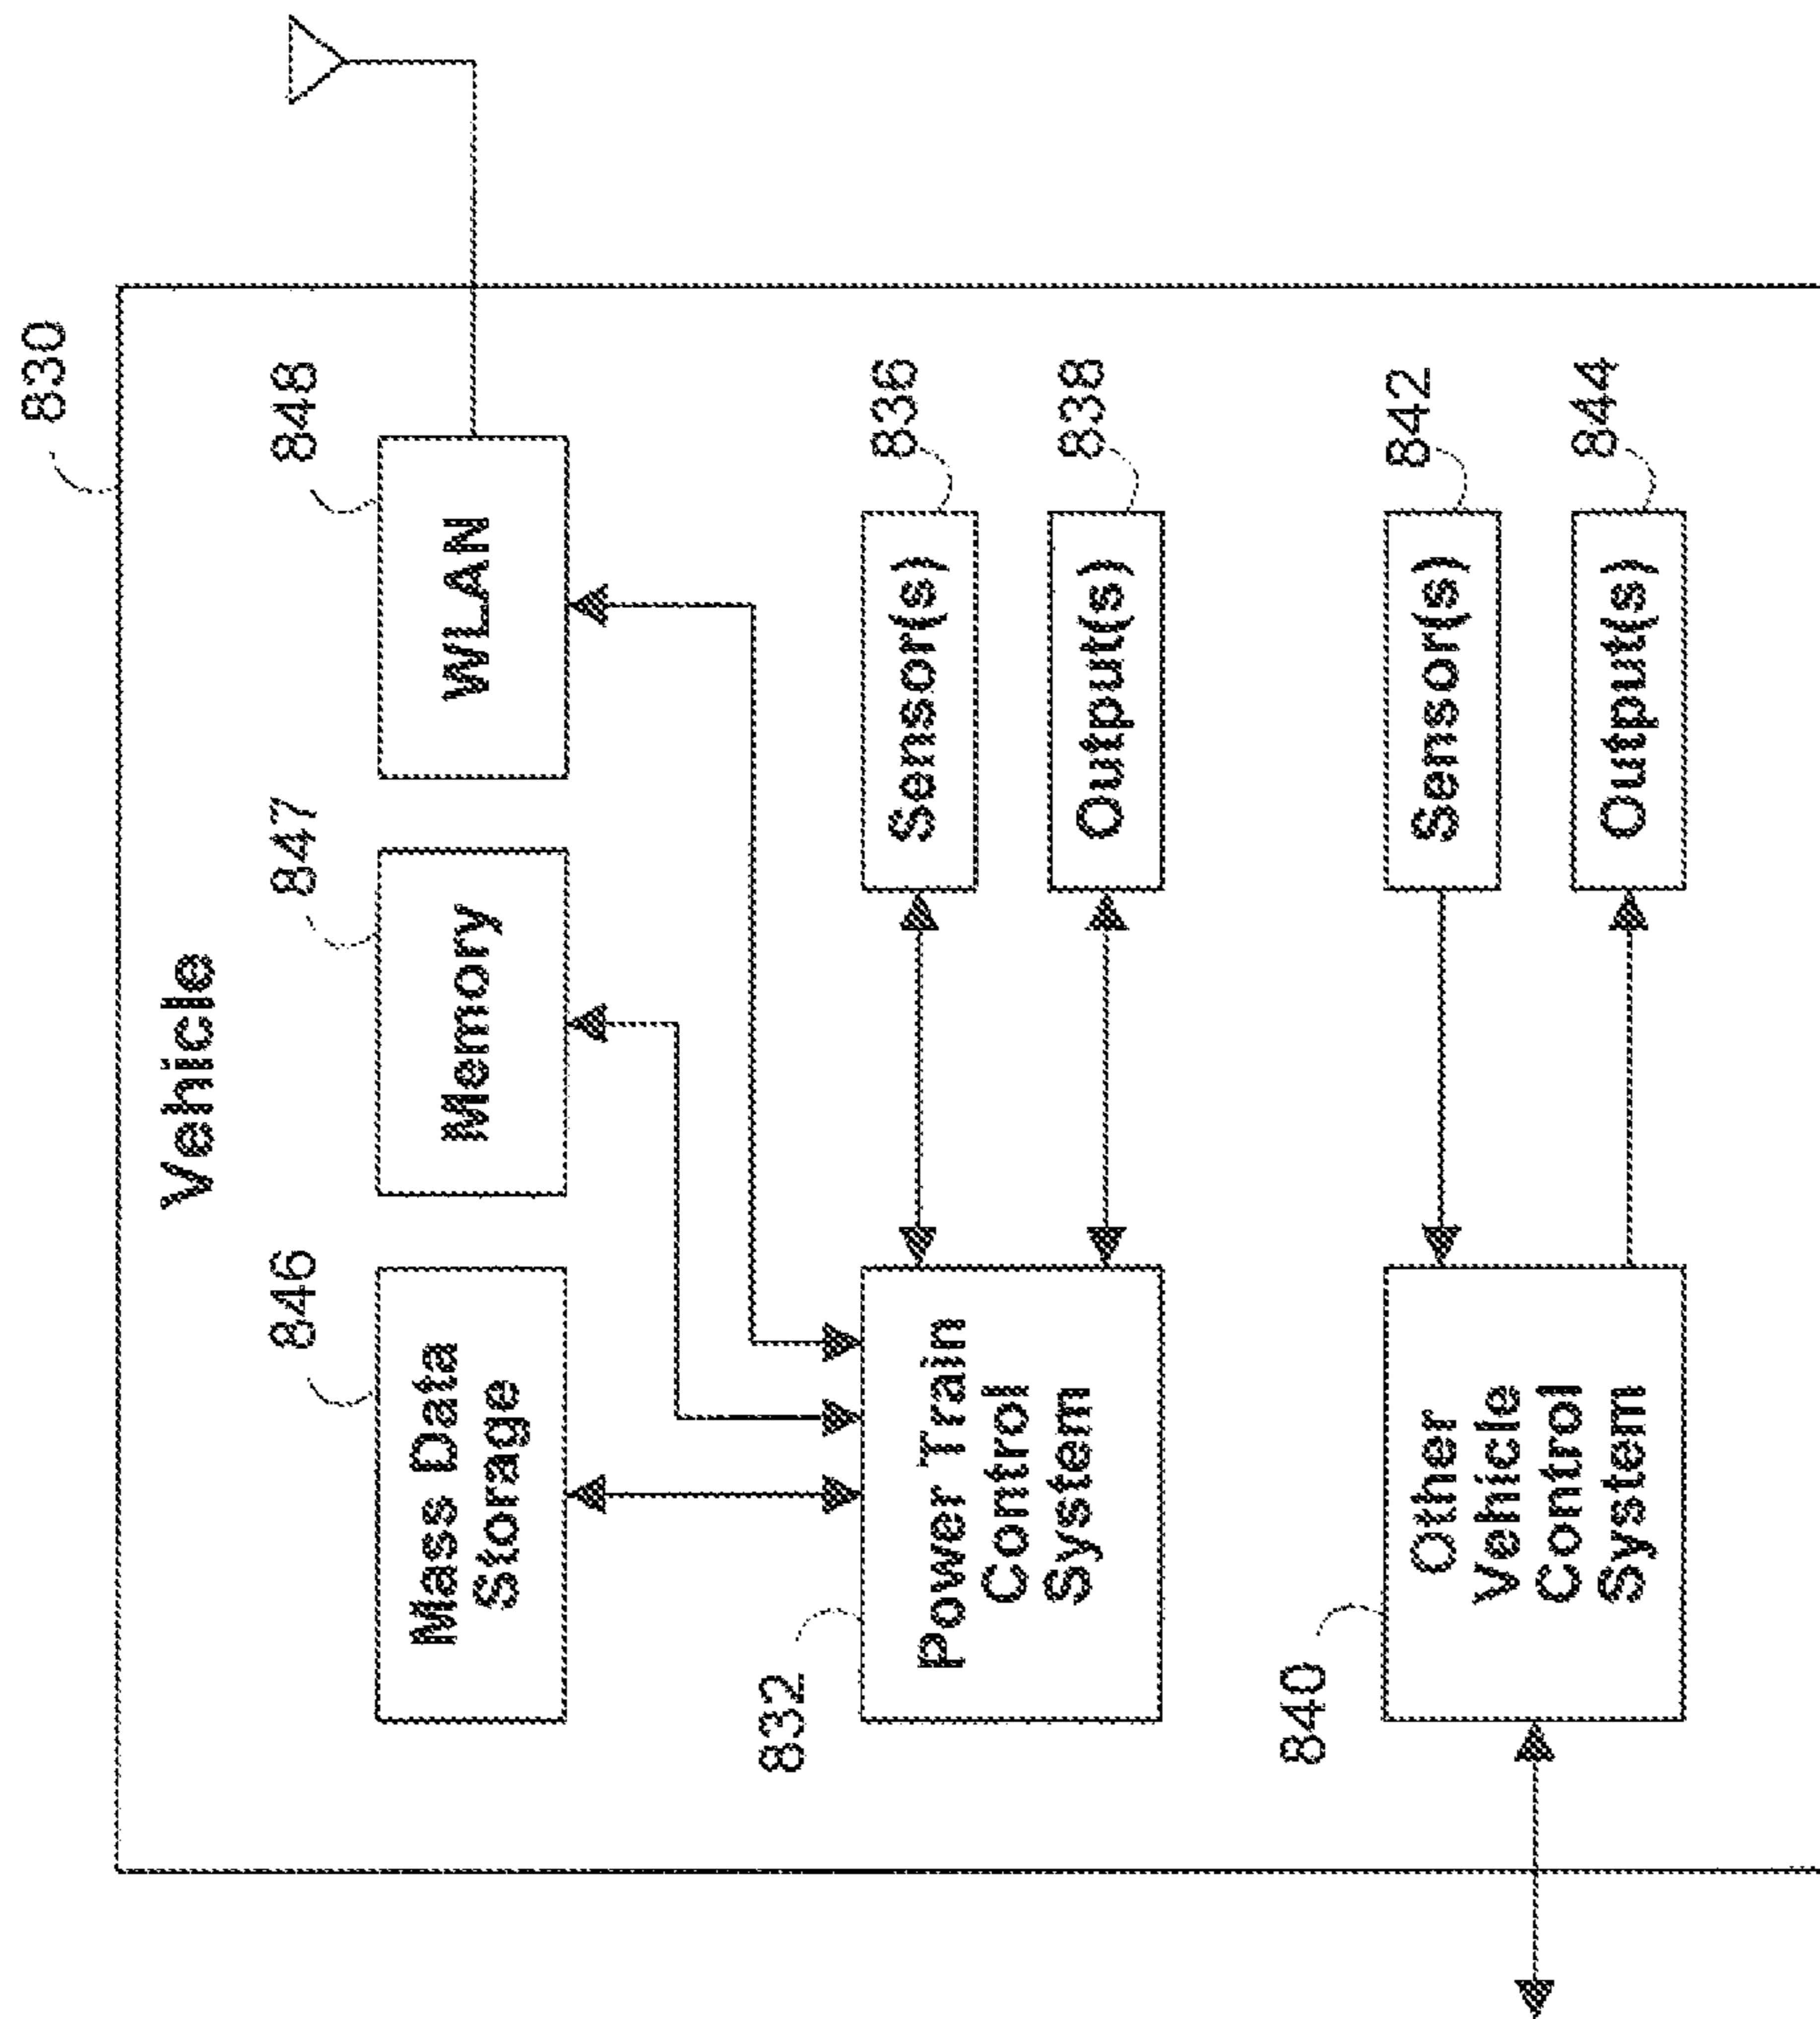 830
Vehicle
846
847
848
Mass Data
Storage
Memory
WLAN
832
Power Train
Control
System
Sensor(s)
836
Output(s)
838
840
Other
Vehicle
Control
System
Sensor(s)
842
Output(s)
844